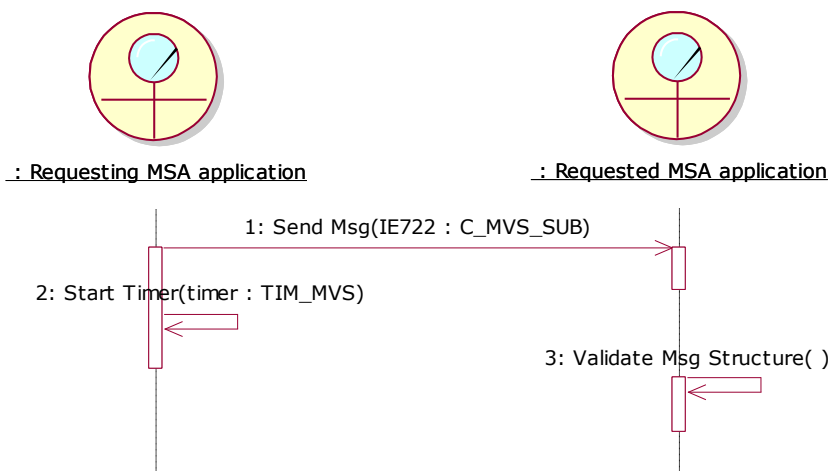 : Requesting MSA application
: Requested MSA application
1: Send Msg(IE722 : C_MVS_SUB)
2: Start Timer(timer : TIM_MVS)
3: Validate Msg Structure( )